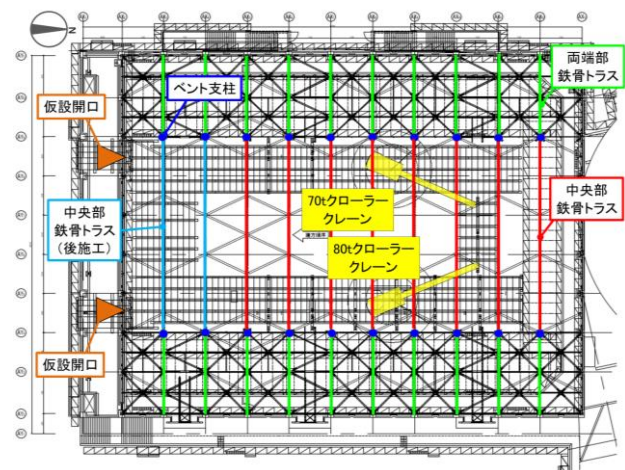 N
両端部
鉄骨トラス
ベント支柱
仮設開口
70tクローラー
クレーン
中央部
鉄骨トラス
(後施工)
80tクローラー
クレーン
中央部
鉄骨トラス
仮設開口